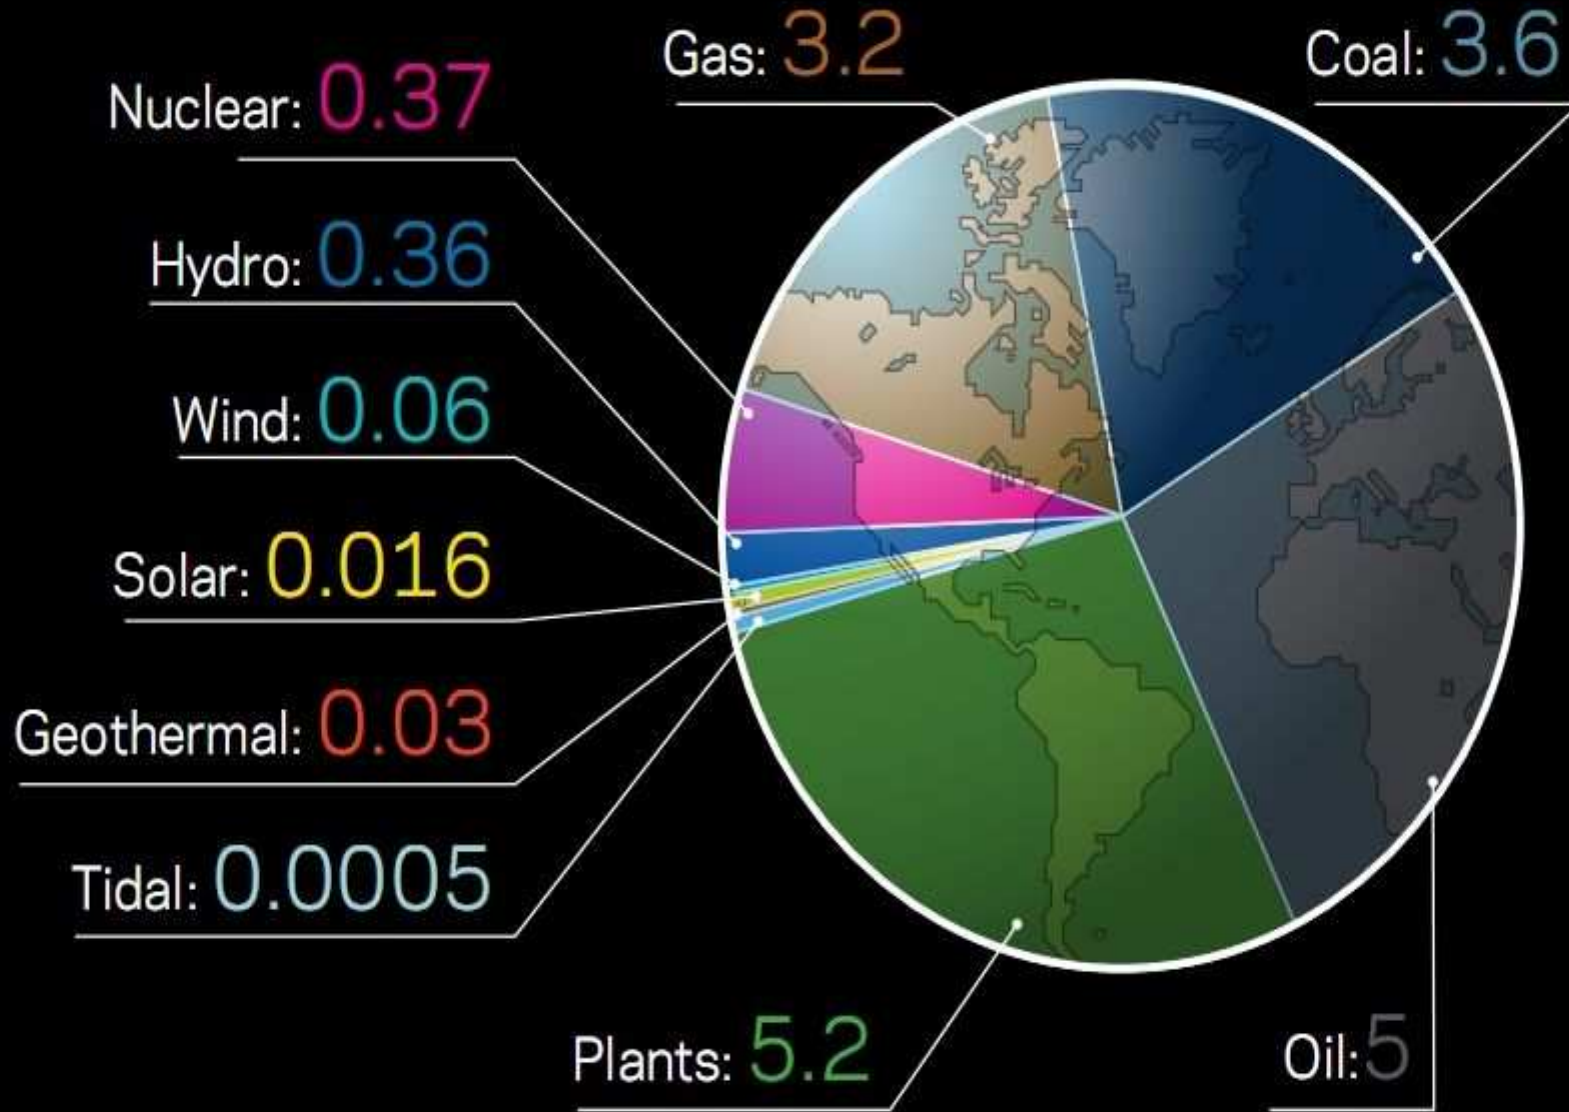 Gas: 3.2
Coal: 3.6
Nuclear: 0.37
Hydro: 0.36
Wind: 0.06
Solar: 0.016
Geothermal: 0.03
Tidal: 0.0005
Plants: 5.2
Oil: 5